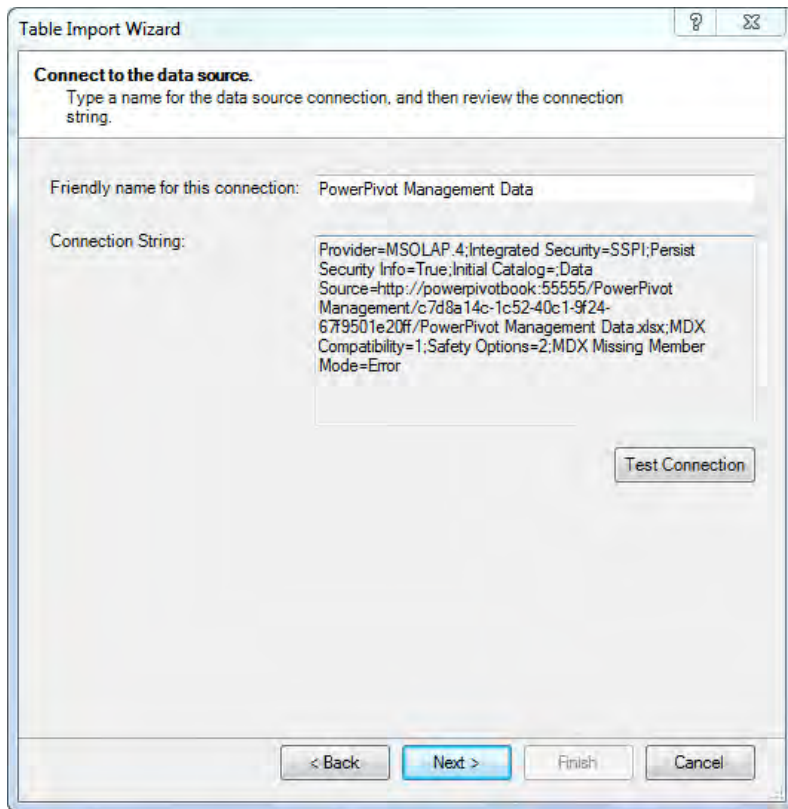 Table Import Wizard
Connect to the data source.
Type a name for the data source connection, and then review the connection
string.
Friendly name for this connection:
PowerPivot Management Data
Connection String:
Provider=MSOLAP.4;Integrated Security=SSPI;Persist
Security Info=True;Initial Catalog=;Data
Source=http://powerpivotbook:55555/PowerPivot
Management/c7d8a14c-1c52-40c1-9f24-
67f9501e20ff/PowerPivot Management Data.xlsx;MDX
Compatibility=1;Safety Options=2;MDX Missing Member
Mode=Error
Test Connection
< Back
Next >
Finish
Cancel